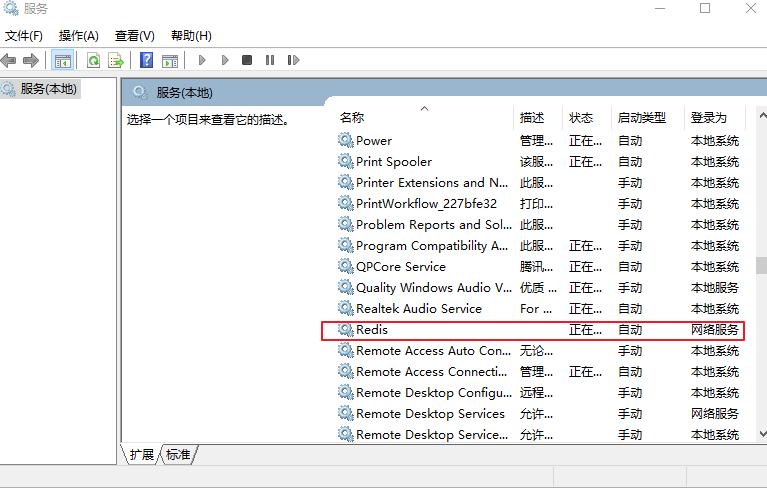 服务
文件(F) 操作(A) 查看(V) 帮助(H)
服务(本地)
服务(本地)
选择一个项目来查看它的描述。
名称 描述 状态 启动类型 登录为
Power 管理... 正在... 自动 本地系统
Print Spooler 该服... 正在... 自动 本地系统
Printer Extensions and N... 此服... 手动 本地系统
PrintWorkflow_227bfe32 打印... 手动 本地系统
Problem Reports and Sol... 此服... 手动 本地系统
Program Compatibility A... 此服... 正在... 手动 本地系统
QPCore Service 腾讯... 正在... 自动 本地系统
Quality Windows Audio V... 优质 ... 正在... 手动 本地服务
Realtek Audio Service For ... 正在... 自动 本地系统
Redis 正在... 自动 网络服务
Remote Access Auto Con... 无论... 手动 本地系统
Remote Access Connecti... 管理... 正在... 自动 本地系统
Remote Desktop Configu... 远程... 手动 本地系统
Remote Desktop Services 允许... 手动 网络服务
Remote Desktop Service... 允许... 手动 本地系统
扩展 标准